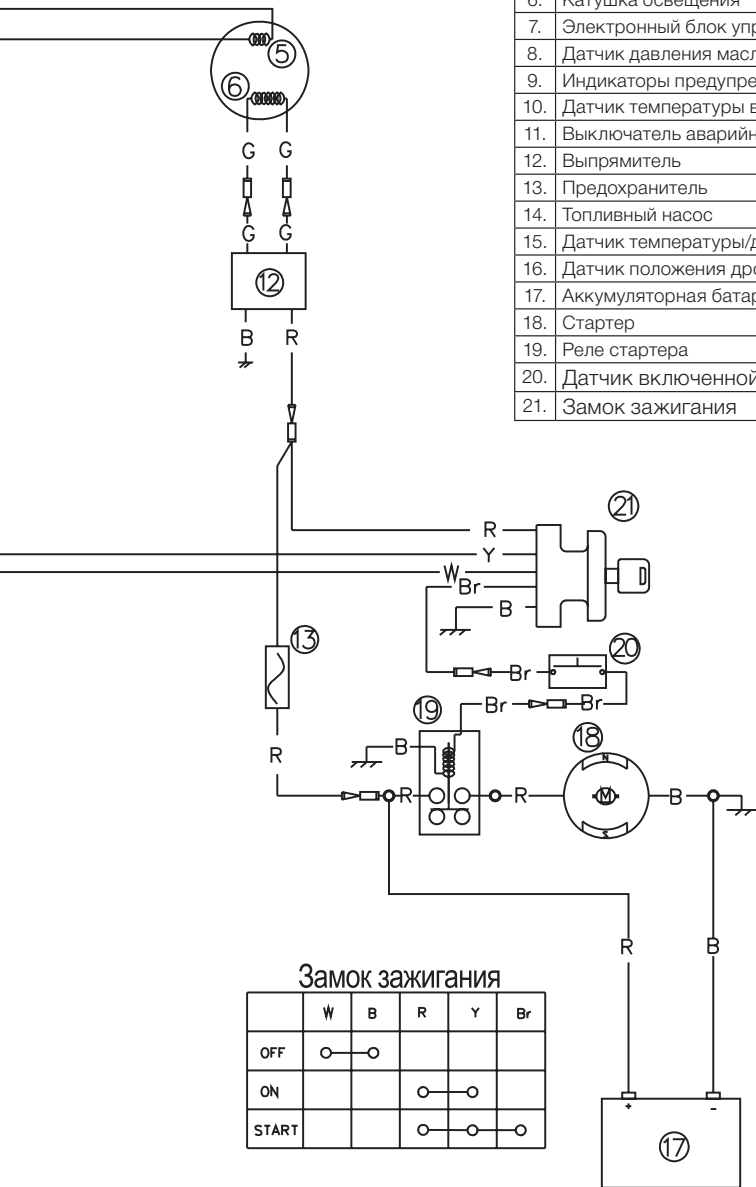 6. Катушка освещения
7. Электронный блок упр
8. Датчик давления масл
9. Индикаторы предупре
10. Датчик температуры в
11. Выключатель аварийн
12. Выпрямитель
13. Предохранитель
14. Топливный насос
15. Датчик температуры/д
16. Датчик положения дро
17. Аккумуляторная батар
18. Стартер
19. Реле стартера
20. Датчик включенной
21. Замок зажигания
5
6
G G
G G
12
B R
21
R
Y
W
Br
B
13
20
Br
19
Br Br
18
B
R
N
R R M B
S
R B
Замок зажигания
W B R Y Br
OFF
ON
START
+ -
17